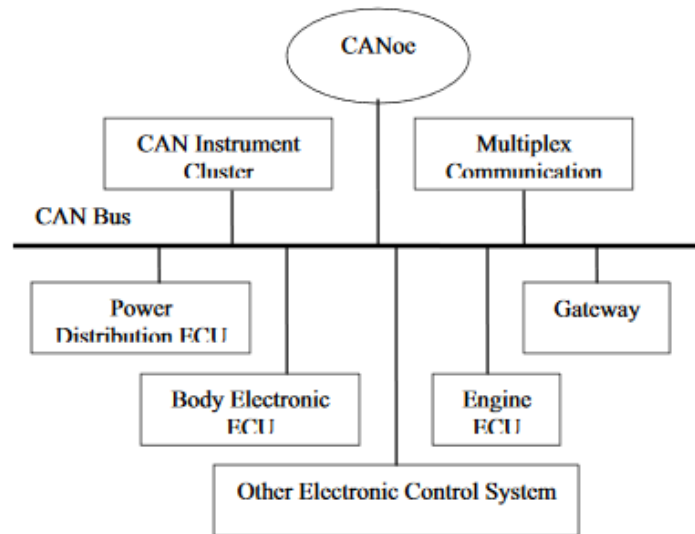 CANoe
CAN Instrument
Cluster
Multiplex
Communication
CAN Bus
Power
Distribution ECU
Gateway
Body Electronic
ECU
Engine
ECU
Other Electronic Control System